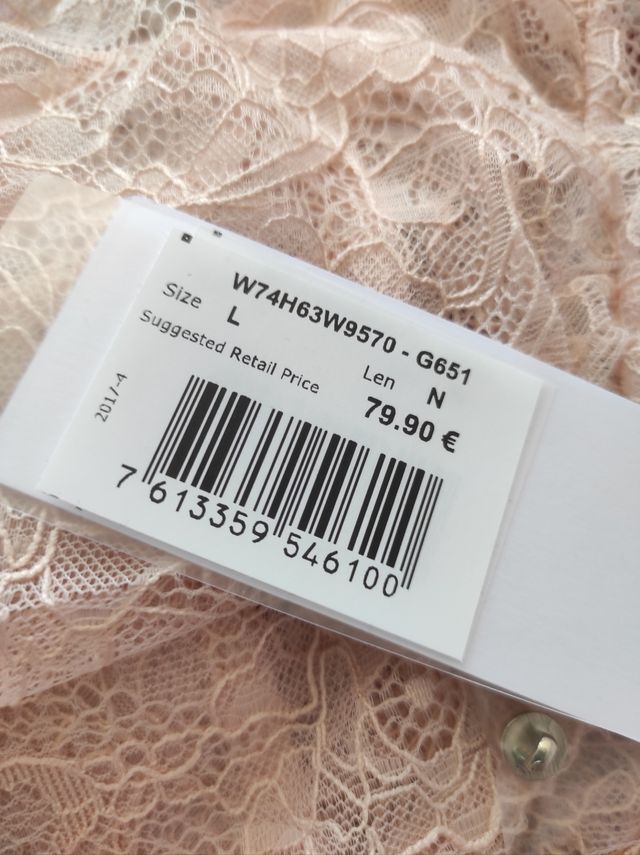 W74H63W9570 - G651
Size L Len N
Suggested Retail Price 79.90 €
2017-4
7 613359 546100